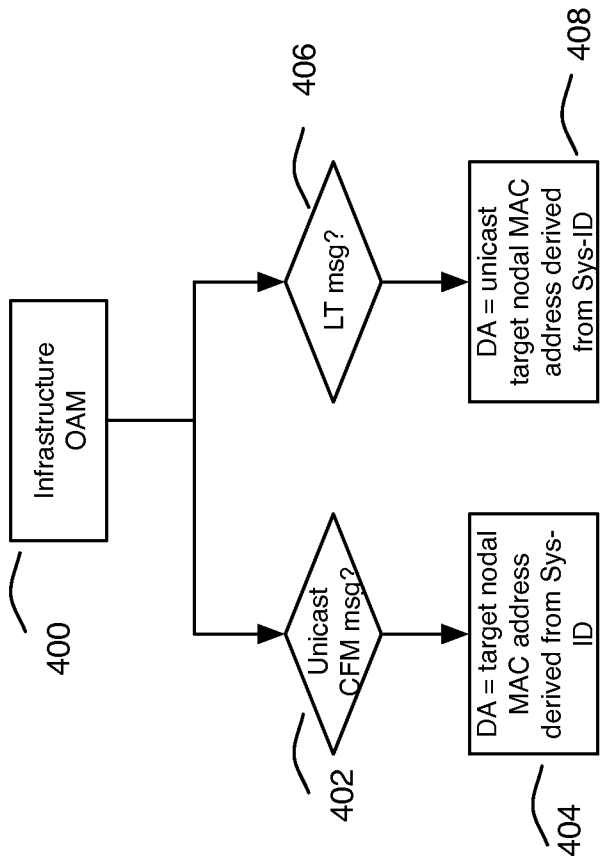 400
Infrastructure
OAM
402
Unicast
CFM msg?
406
LT msg?
404
DA = target nodal
MAC address
derived from Sys-
ID
408
DA = unicast
target nodal MAC
address derived
from Sys-ID